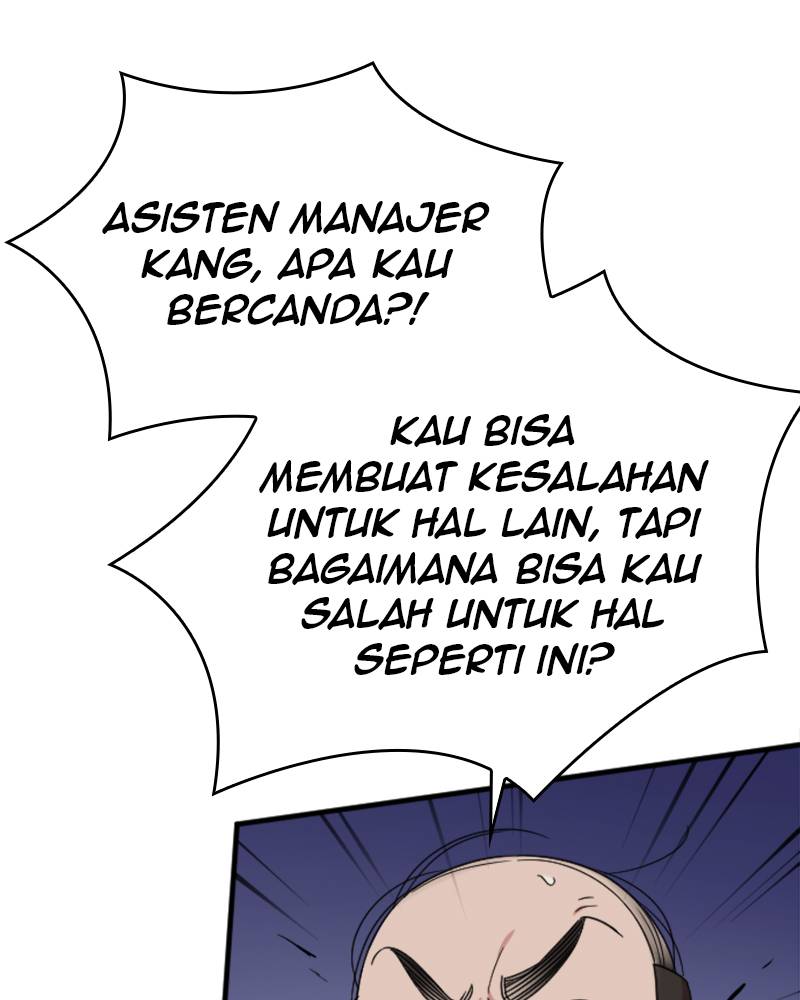 ASISTEN MANAJER
KANG, APA KAU
BERCANDA?!
KAU BISA
MEMBUAT KESALAHAN
UNTUK HAL LAIN, TAPI
BAGAIMANA BISA KAU
SALAH UNTUK HAL
SEPERTI INI?